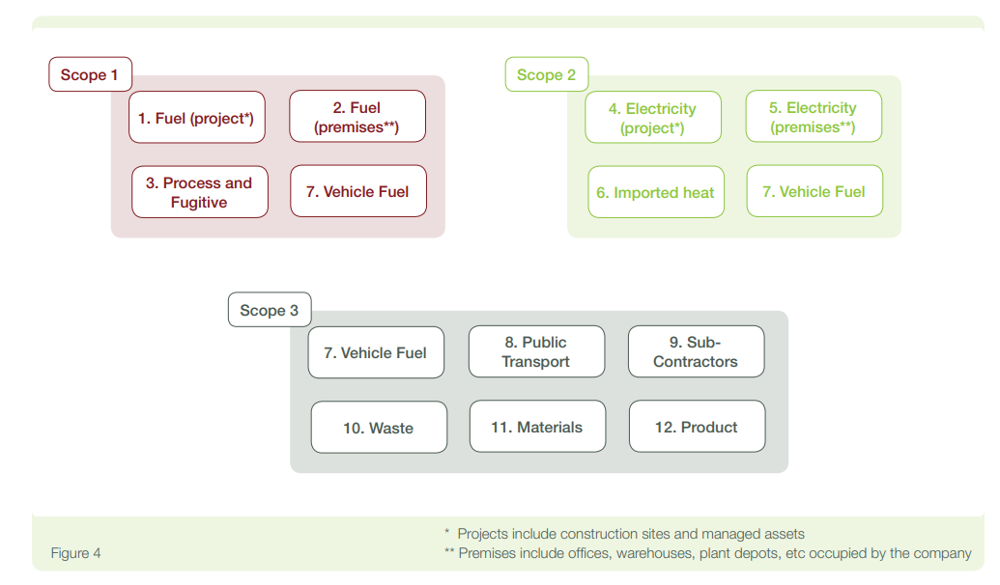 Scope 1
1. Fuel (project*)
2. Fuel
(premises**)
3. Process and
Fugitive
7. Vehicle Fuel
Scope 2
4. Electricity
(project*)
5. Electricity
(premises**)
6. Imported heat
7. Vehicle Fuel
Scope 3
7. Vehicle Fuel
8. Public
Transport
9. Sub-
Contractors
10. Waste
11. Materials
12. Product
Figure 4
* Projects include construction sites and managed assets
** Premises include offices, warehouses, plant depots, etc occupied by the company